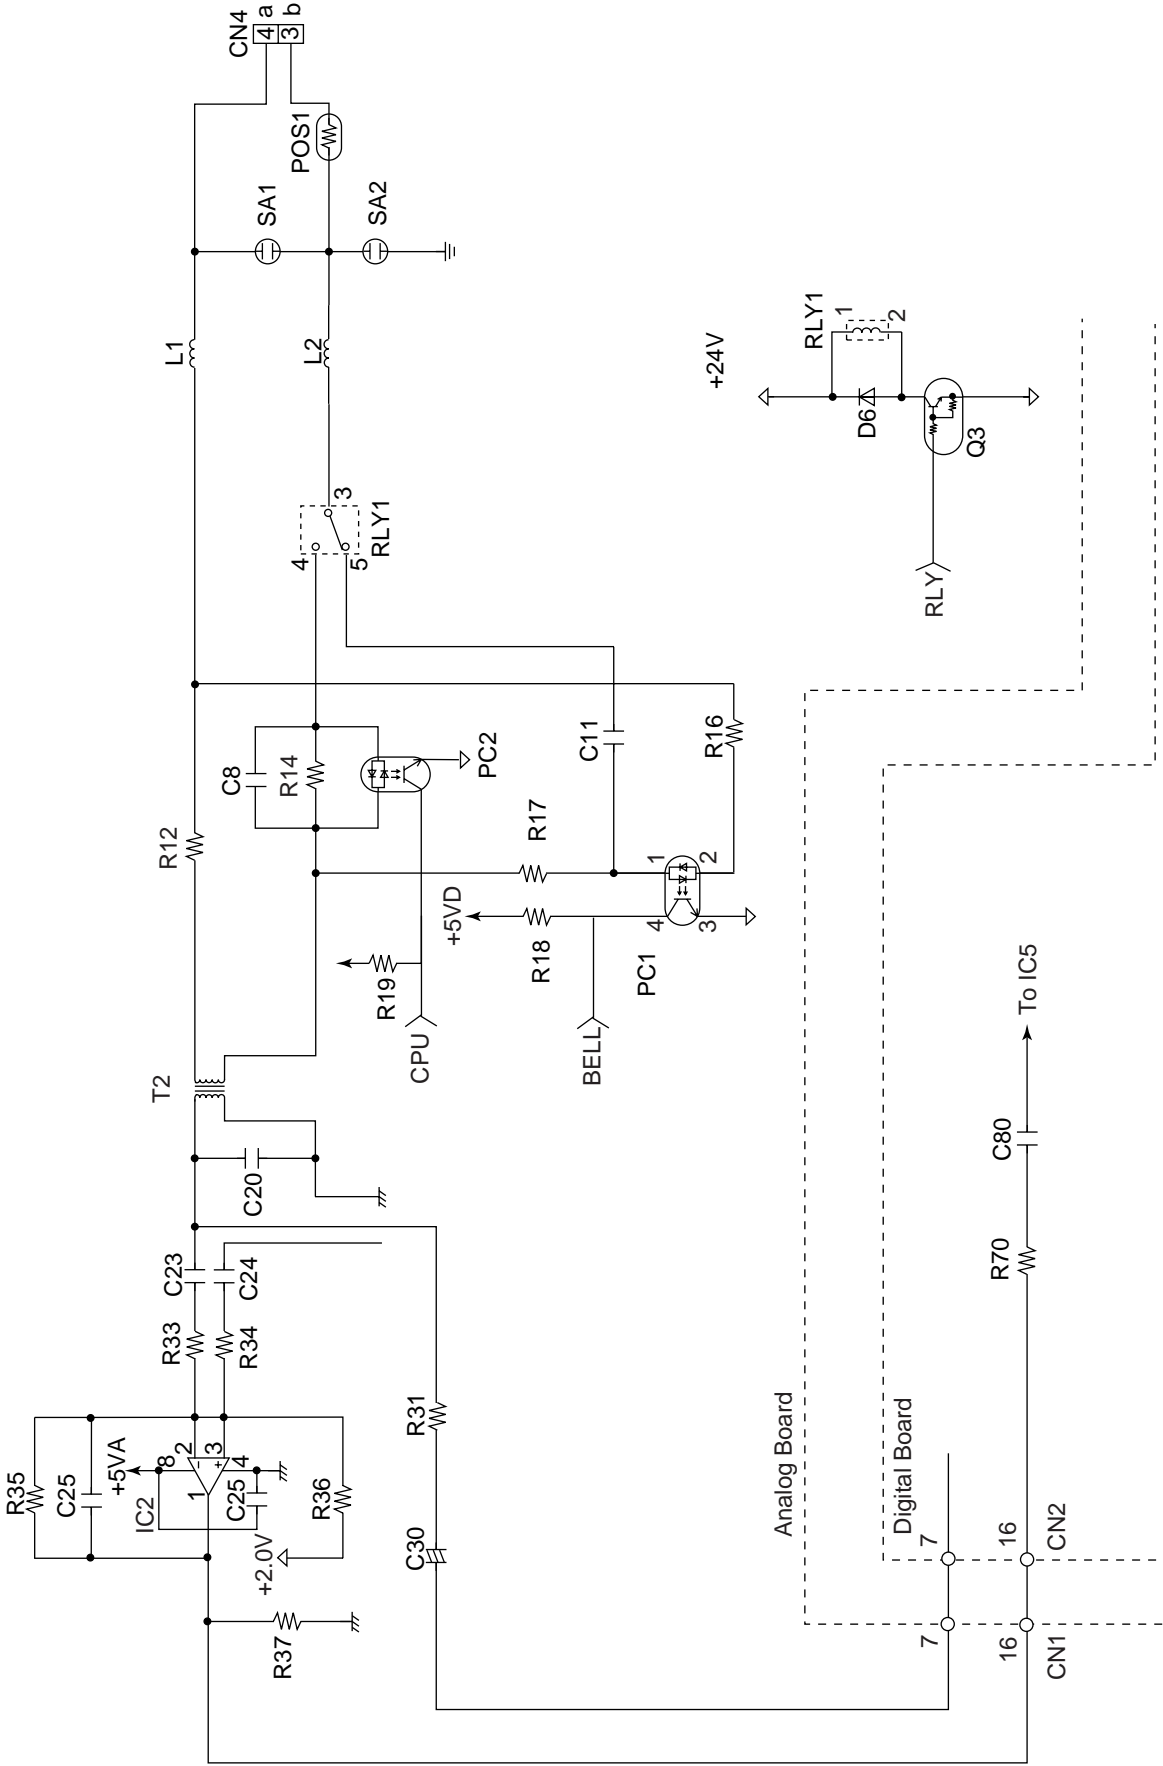 CN4
4 a
3 b
POS1
SA1
SA2
L1
L2
RLY1
1
2
+24V
D6
Q3
RLY
3
4
5
RLY1
R12
C8
R14
PC2
C11
R16
R17
+5VD
R18
1
2
4
3
PC1
R19
CPU
BELL
T2
C20
C23
C24
R33
R34
R35
C25
+5VA
8
2
3
4
1
–
+
IC2
C25
R36
+2.0V
R37
R31
C30
Analog Board
Digital Board
To IC5
C80
R70
7
16
CN2
7
16
CN1